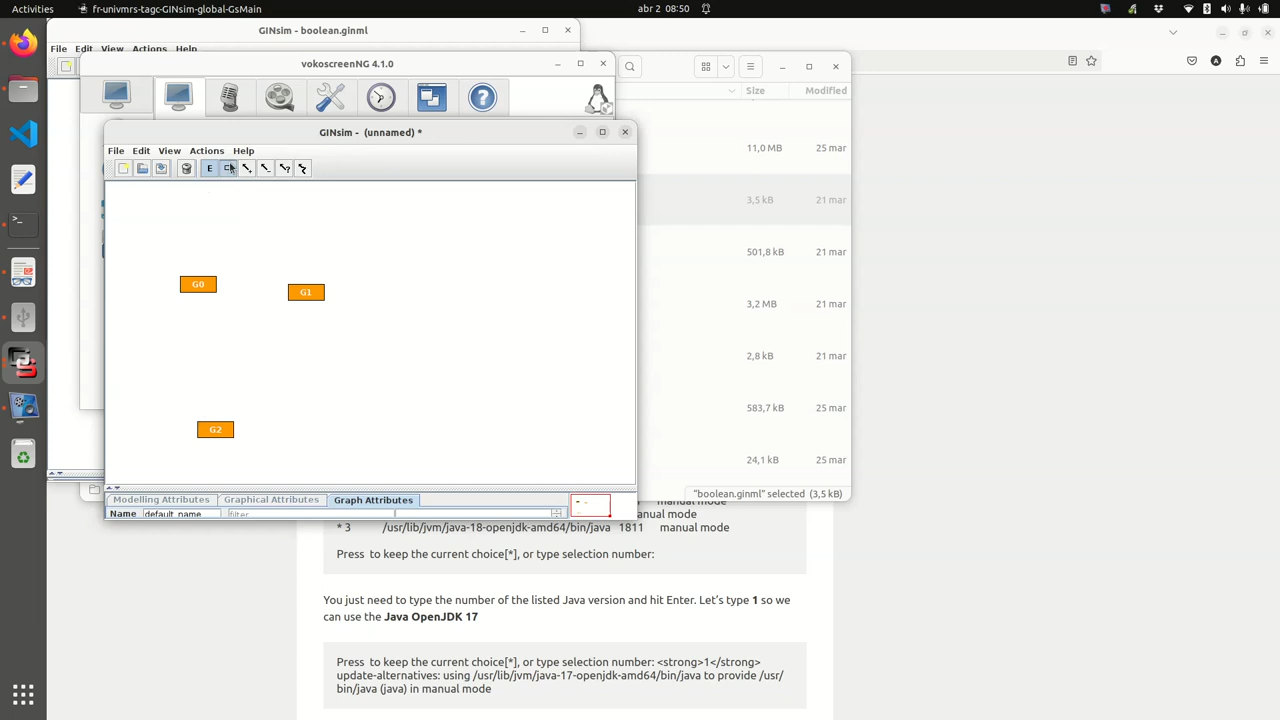 Activities
fr-univmrs-tagc-GINsim-global-GsMain
abr 2 08:50
GINsim - boolean.ginml
File Edit View Actions Help
vokoscreenNG 4.1.0
Size Modified
GINsim - (unnamed) *
File Edit View Actions Help
E
11,0 MB 25 mar
3,5 kB 21 mar
501,8 kB 21 mar
G0
G1
3,2 MB 21 mar
2,8 kB 21 mar
583,7 kB 25 mar
G2
24,1 kB 25 mar
"boolean.ginml" selected (3,5 kB)
Modelling Attributes Graphical Attributes Graph Attributes
Name default_name filter
manual mode
manual mode
* 3 /usr/lib/jvm/java-18-openjdk-amd64/bin/java 1811 manual mode
Press to keep the current choice[*], or type selection number:
You just need to type the number of the listed Java version and hit Enter. Let's type 1 so we
can use the Java OpenJDK 17
Press to keep the current choice[*], or type selection number: <strong>1</strong>
update-alternatives: using /usr/lib/jvm/java-17-openjdk-amd64/bin/java to provide /usr/
bin/java (java) in manual mode